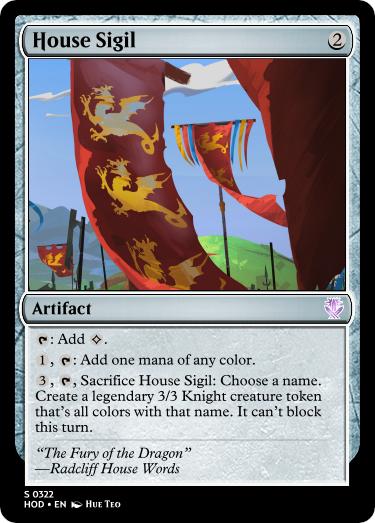 House Sigil 2
Artifact
: Add .
1, : Add one mana of any color.
3, , Sacrifice House Sigil: Choose a name.
Create a legendary 3/3 Knight creature token
that's all colors with that name. It can't block
this turn.
“The Fury of the Dragon”
—Radcliff House Words
S 0322
HOD • EN Hue Teo